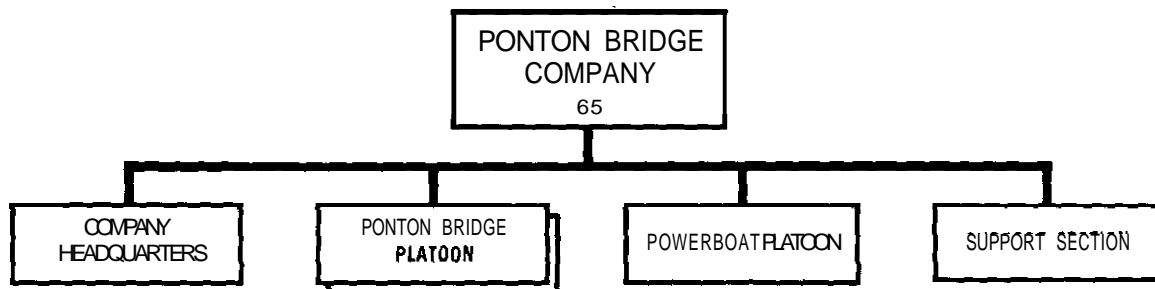 PONTON BRIDGE
COMPANY
65
COMPANY
HEADQUARTERS
PONTON BRIDGE
PLATOON
POWERBOAT PLATOON
SUPPORT SECTION